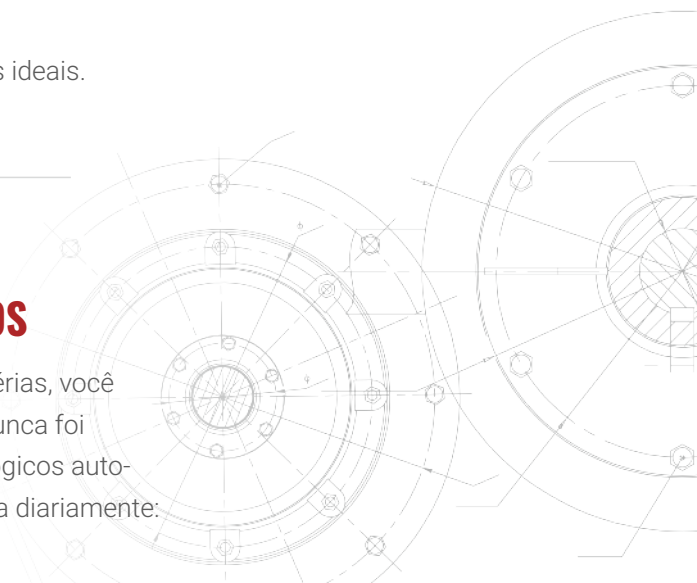 s ideais.
os
érias, você
unca foi
gicos auto-
a diariamente: